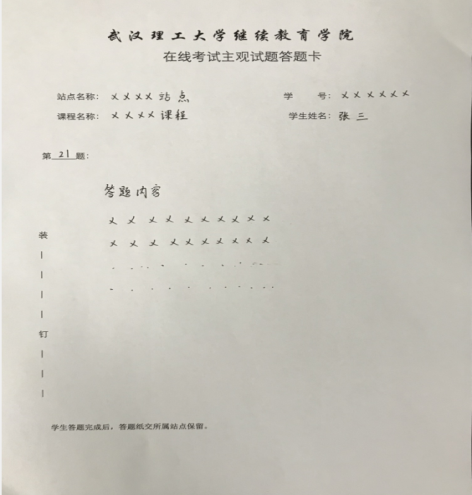 武汉理工大学继续教育学院
在线考试主观试题答题卡
站点名称：××××站点 学 号：××××××
课程名称：××××课程 学生姓名：张三
第 21 题：
答题内容
× × × × × × × × × ×
× × × × × × × × × ×
装
钉
学生答题完成后，答题纸交所属站点保留。